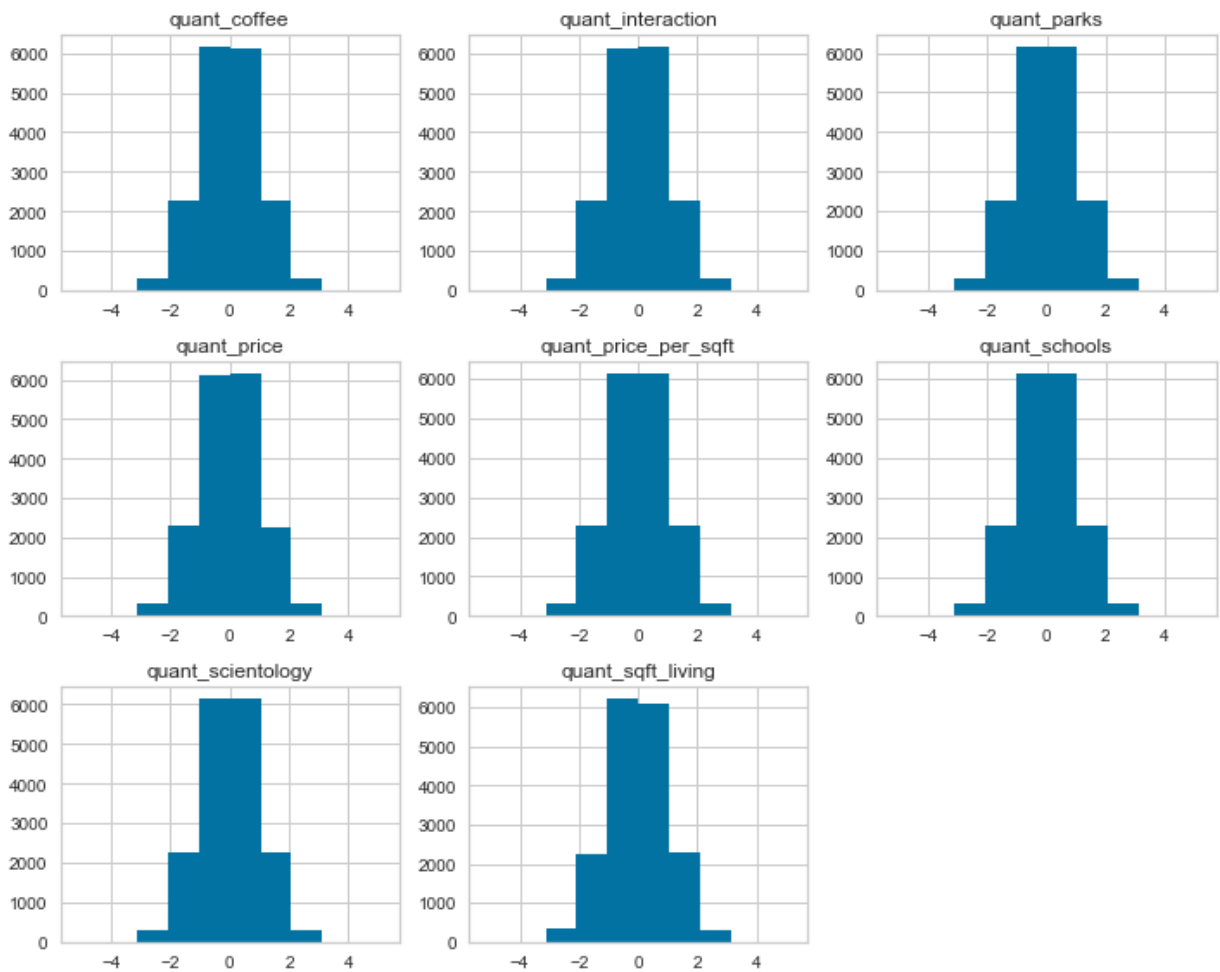 quant_coffee quant_interaction quant_parks
6000 6000 6000
5000 5000 5000
4000 4000 4000
3000 3000 3000
2000 2000 2000
1000 1000 1000
0 0 0
−4 −2 0 2 4 −4 −2 0 2 4 −4 −2 0 2 4
quant_price quant_price_per_sqft quant_schools
6000 6000 6000
5000 5000 5000
4000 4000 4000
3000 3000 3000
2000 2000 2000
1000 1000 1000
0 0 0
−4 −2 0 2 4 −4 −2 0 2 4 −4 −2 0 2 4
quant_scientology quant_sqft_living
6000 6000
5000 5000
4000 4000
3000 3000
2000 2000
1000 1000
0 0
−4 −2 0 2 4 −4 −2 0 2 4